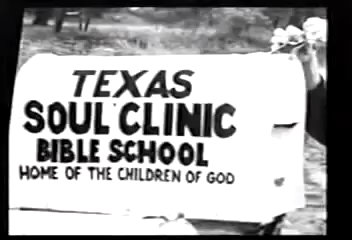 TEXAS
SOUL CLINIC
BIBLE SCHOOL
HOME OF THE CHILDREN OF GOD